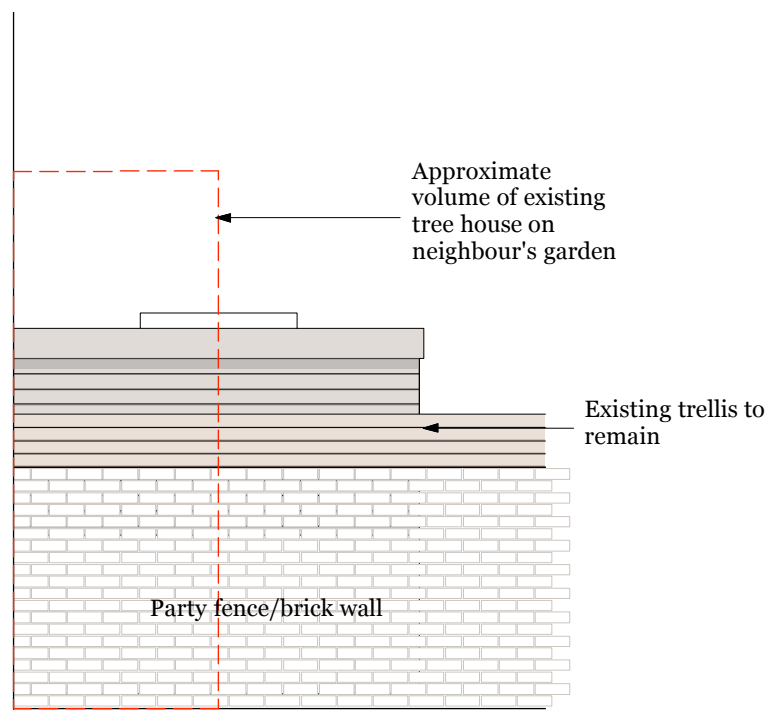 Approximate
volume of existing
tree house on
neighbour's garden
Existing trellis to
remain
Party fence/brick wall